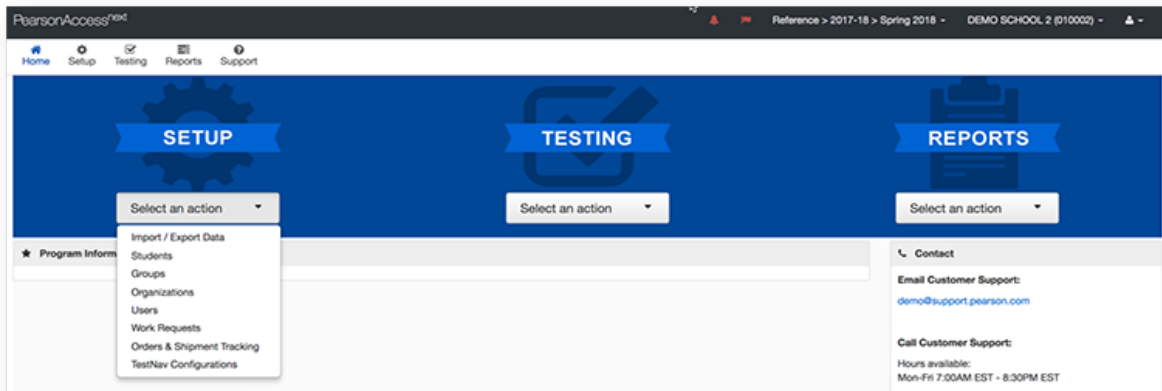 PearsonAccessnext
Reference > 2017-18 > Spring 2018
DEMO SCHOOL 2 (010002)
Home
Setup
Testing
Reports
Support
SETUP
TESTING
REPORTS
Select an action
Select an action
Select an action
Import / Export Data
Students
Groups
Organizations
Users
Work Requests
Orders & Shipment Tracking
TestNav Configurations
Program Inform
Contact
Email Customer Support:
demo@support.pearson.com
Call Customer Support:
Hours available:
Mon-Fri 7:00AM EST - 8:30PM EST